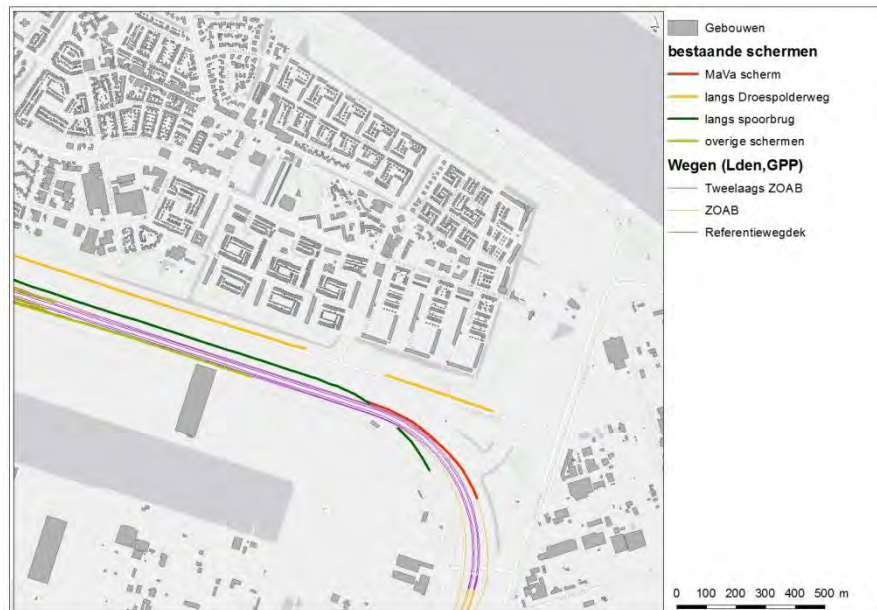 Gebouwen
bestaande schermen
MaVa scherm
langs Droespolderweg
langs spoorbrug
overige schermen
Wegen (Lden,GPP)
Tweelaags ZOAB
ZOAB
Referentiewegdek
0 100 200 300 400 500 m